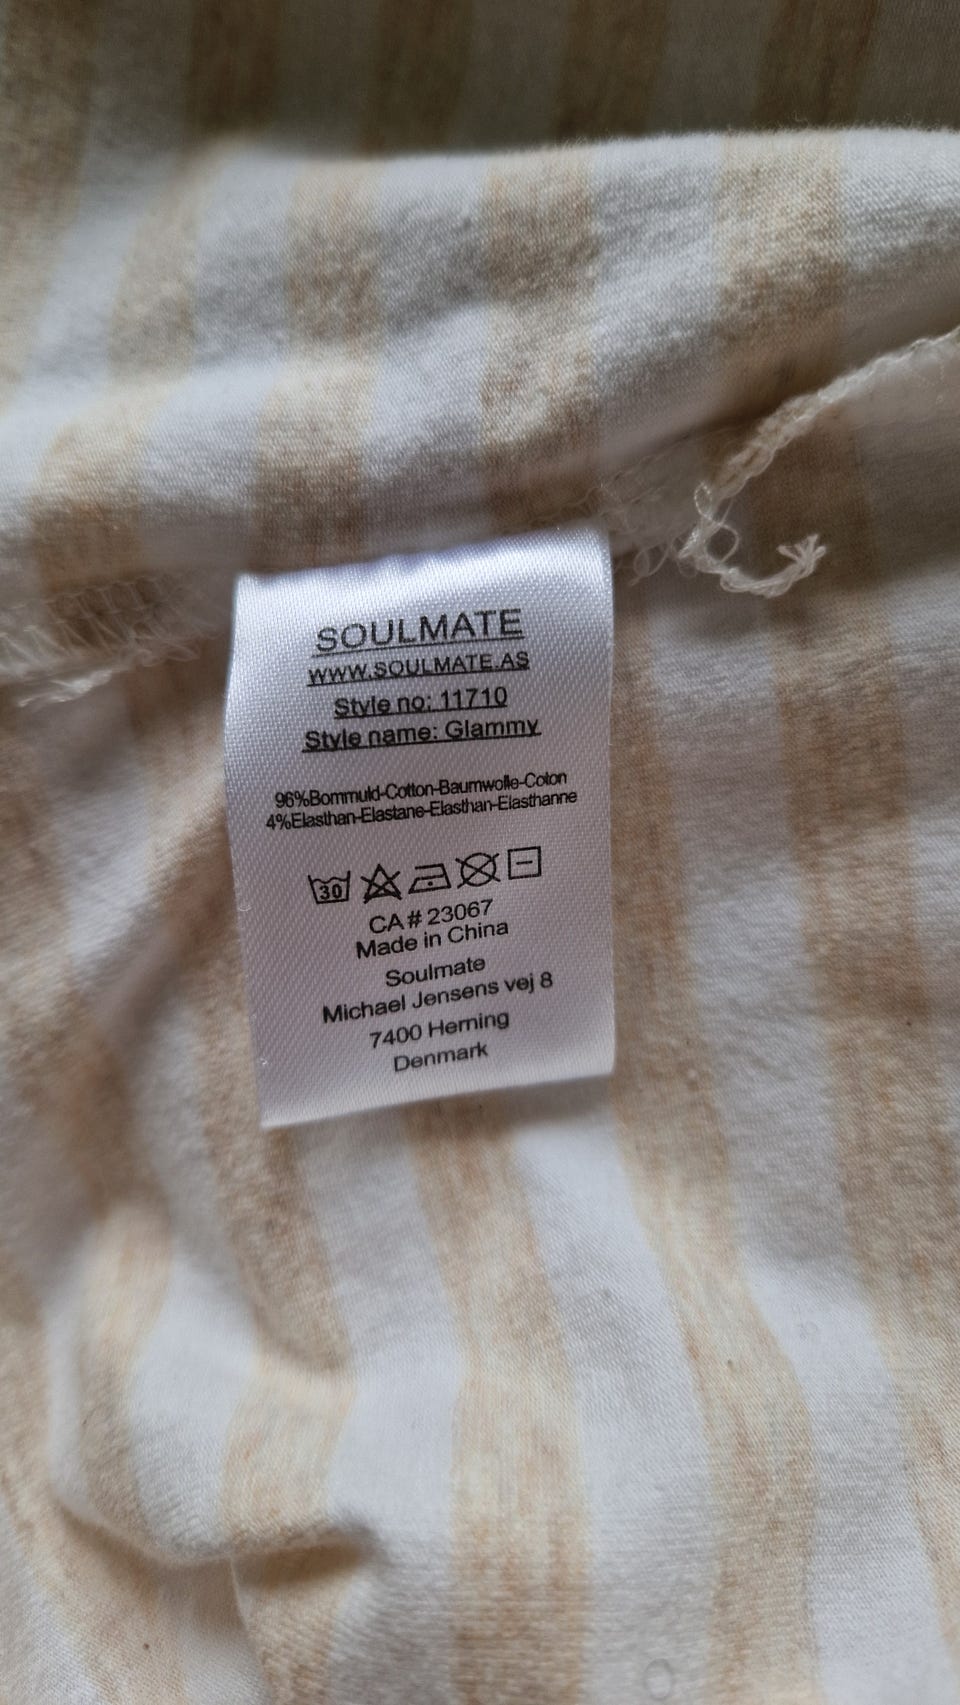 SOULMATE
WWW.SOULMATE.AS
Style no: 11710
Style name: Glammy
96%Bommuld-Cotton-Baumwolle-Coton
4%Elasthan-Elastane-Elasthan-Elasthanne
30
CA# 23067
Made in China
Soulmate
Michael Jensens vej 8
7400 Herning
Denmark